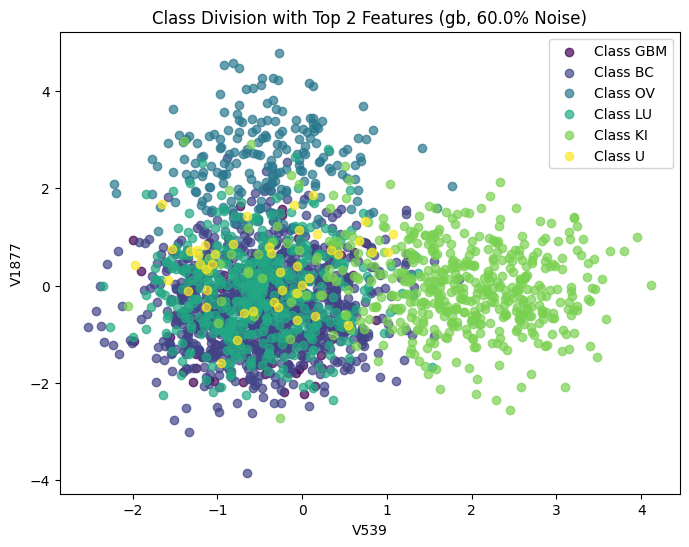 Class Division with Top 2 Features (gb, 60.0% Noise)
Class GBM
Class BC
Class OV
Class LU
Class KI
Class U
V1877
4
2
0
−2
−4
−2
−1
0
1
2
3
4
V539